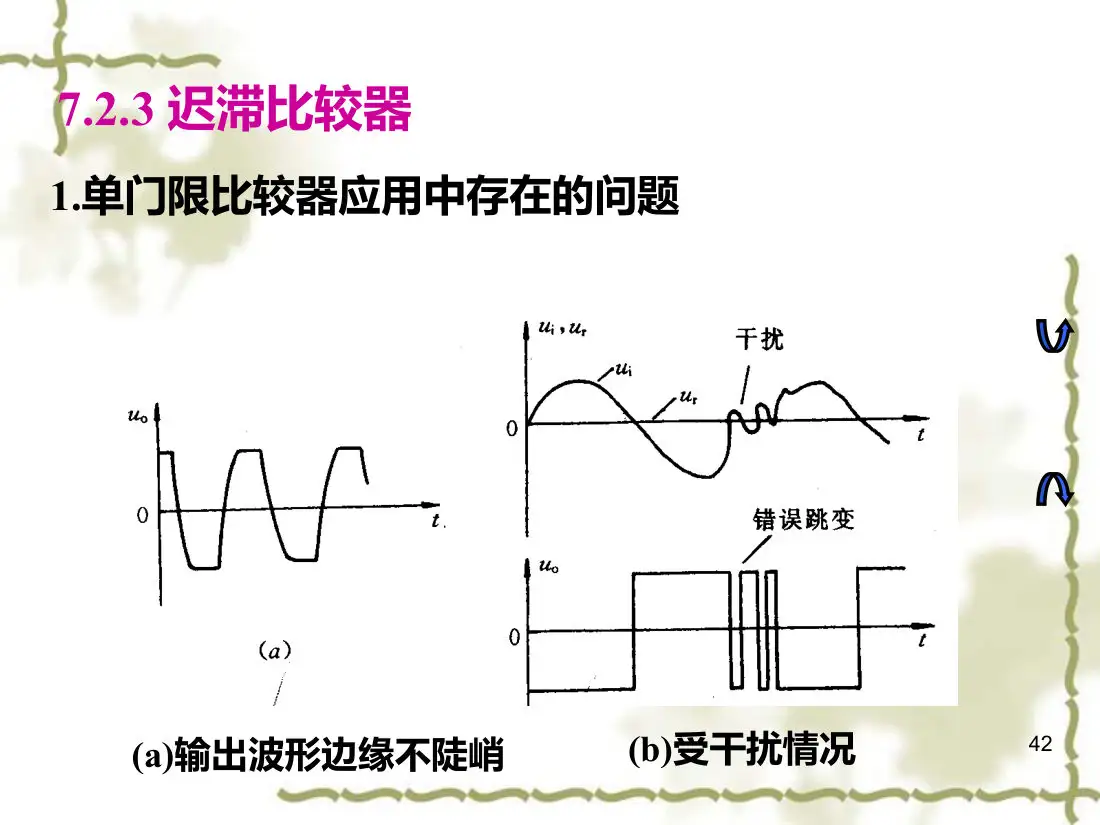 7.2.3 迟滞比较器
1.单门限比较器应用中存在的问题
uo
0
t
(a)
ui,ur
干扰
ui
ur
0
t
错误跳变
uo
0
t
(a)输出波形边缘不陡峭
(b)受干扰情况
42